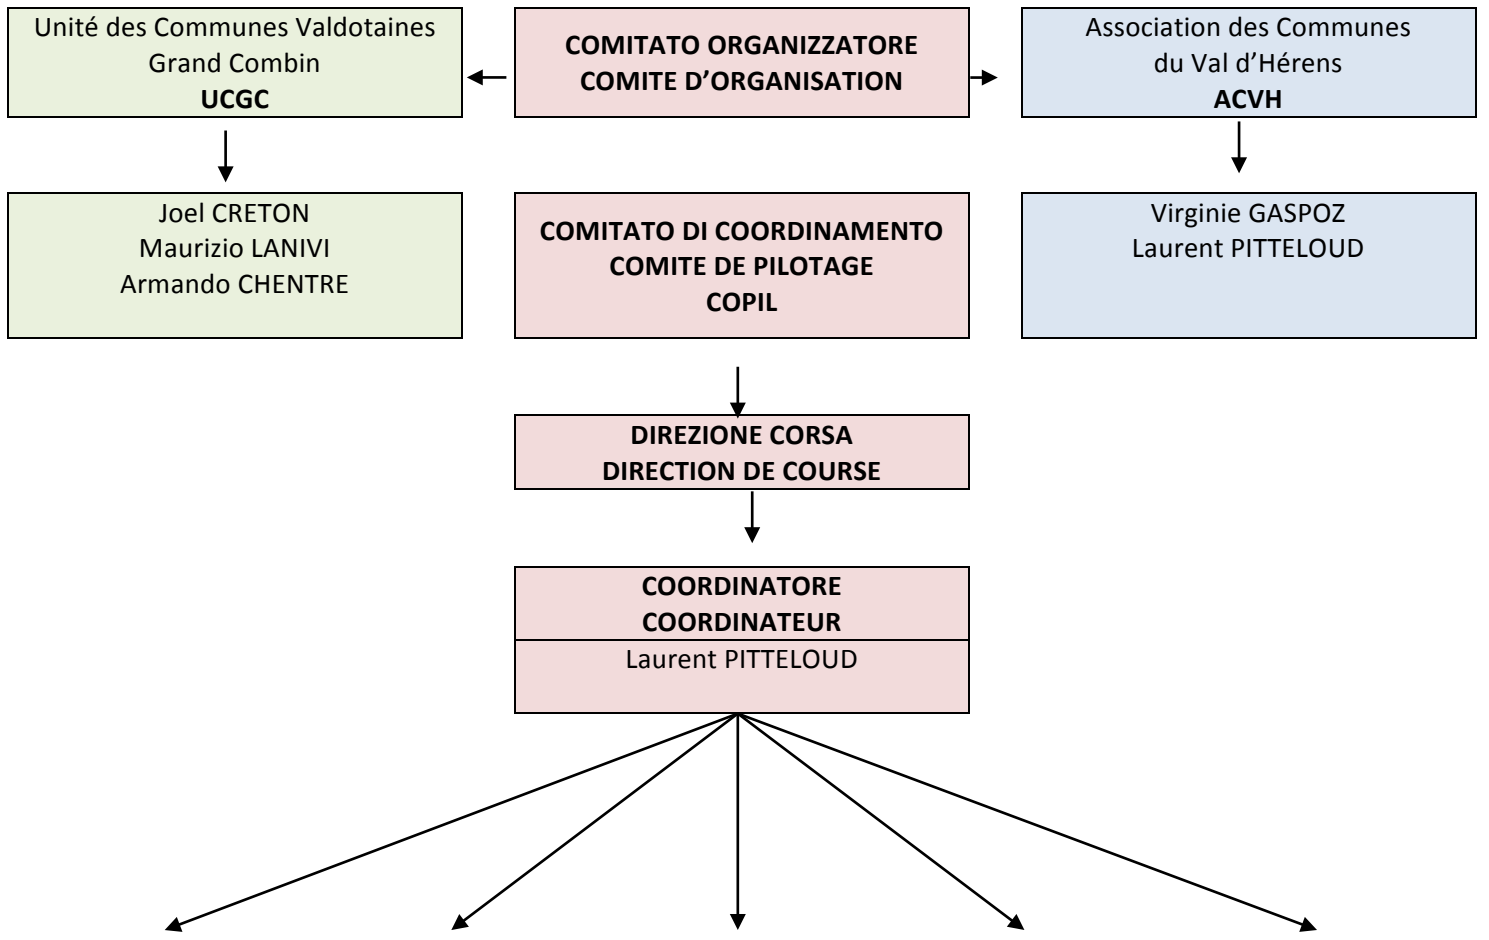 Unité des Communes Valdotaines
Grand Combin
UCGC
COMITATO ORGANIZZATORE
COMITE D'ORGANISATION
Association des Communes
du Val d'Hérens
ACVH
Joel CRETON
Maurizio LANIVI
Armando CHENTRE
COMITATO DI COORDINAMENTO
COMITE DE PILOTAGE
COPIL
Virginie GASPOZ
Laurent PITTELOUD
DIREZIONE CORSA
DIRECTION DE COURSE
COORDINATORE
COORDINATEUR
Laurent PITTELOUD